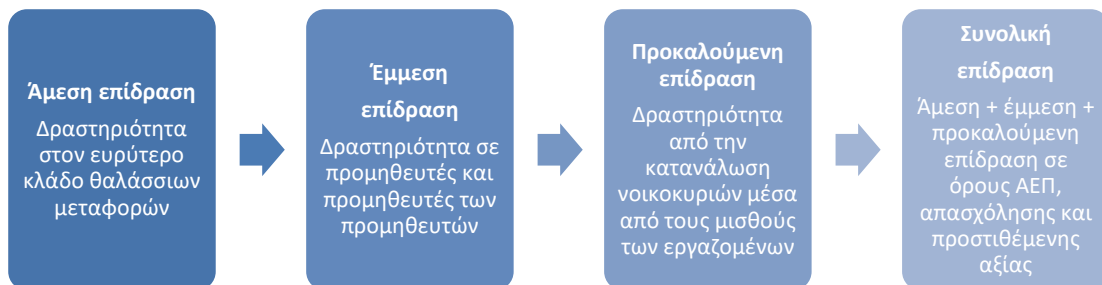 Άμεση επίδραση
Δραστηριότητα
στον ευρύτερο
κλάδο θαλάσσιων
μεταφορών
Έμμεση
επίδραση
Δραστηριότητα σε
προμηθευτές και
προμηθευτές των
προμηθευτών
Προκαλούμενη
επίδραση
Δραστηριότητα
από την
κατανάλωση
νοικοκυριών μέσα
από τους μισθούς
των εργαζομένων
Συνολική
επίδραση
Άμεση + έμμεση +
προκαλούμενη
επίδραση σε
όρους ΑΕΠ,
απασχόλησης και
προστιθέμενης
αξίας